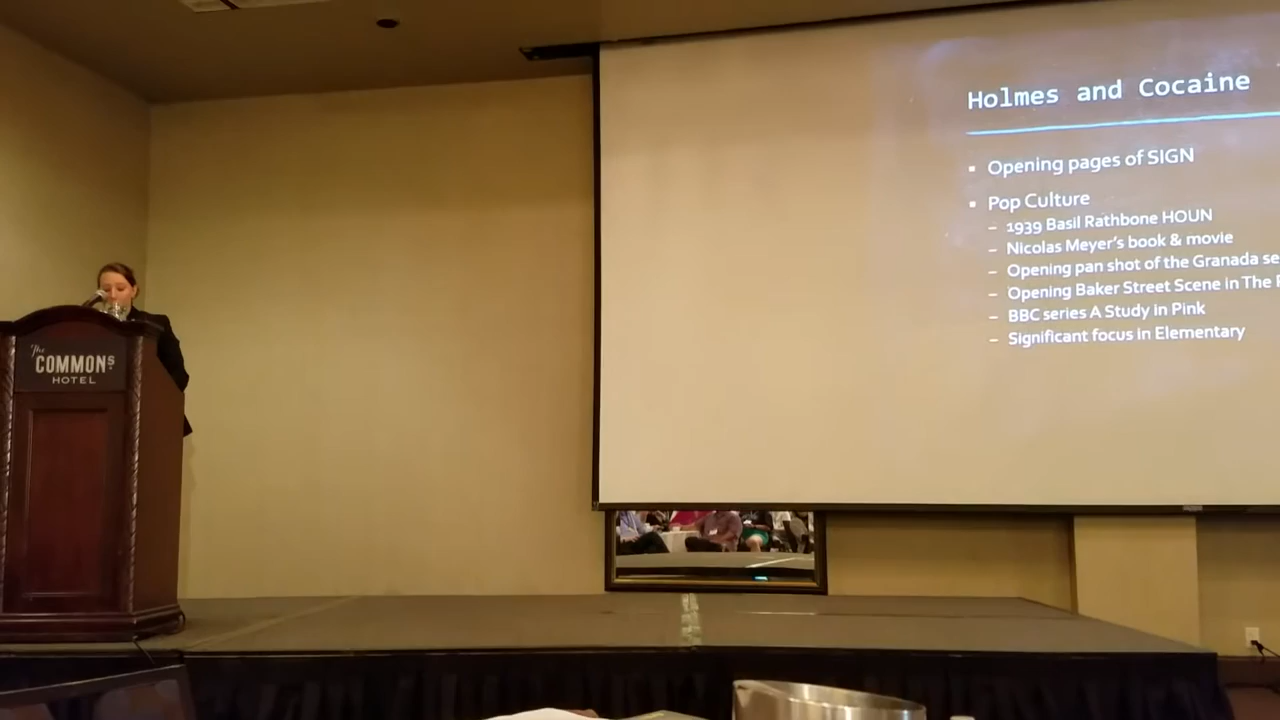 The
COMMONS
HOTEL
Holmes and Cocaine
Opening pages of SIGN
Pop Culture
– 1939 Basil Rathbone HOUN
– Nicolas Meyer's book & movie
– Opening pan shot of the Granada se
– Opening Baker Street Scene in The
– BBC series A Study in Pink
– Significant focus in Elementary